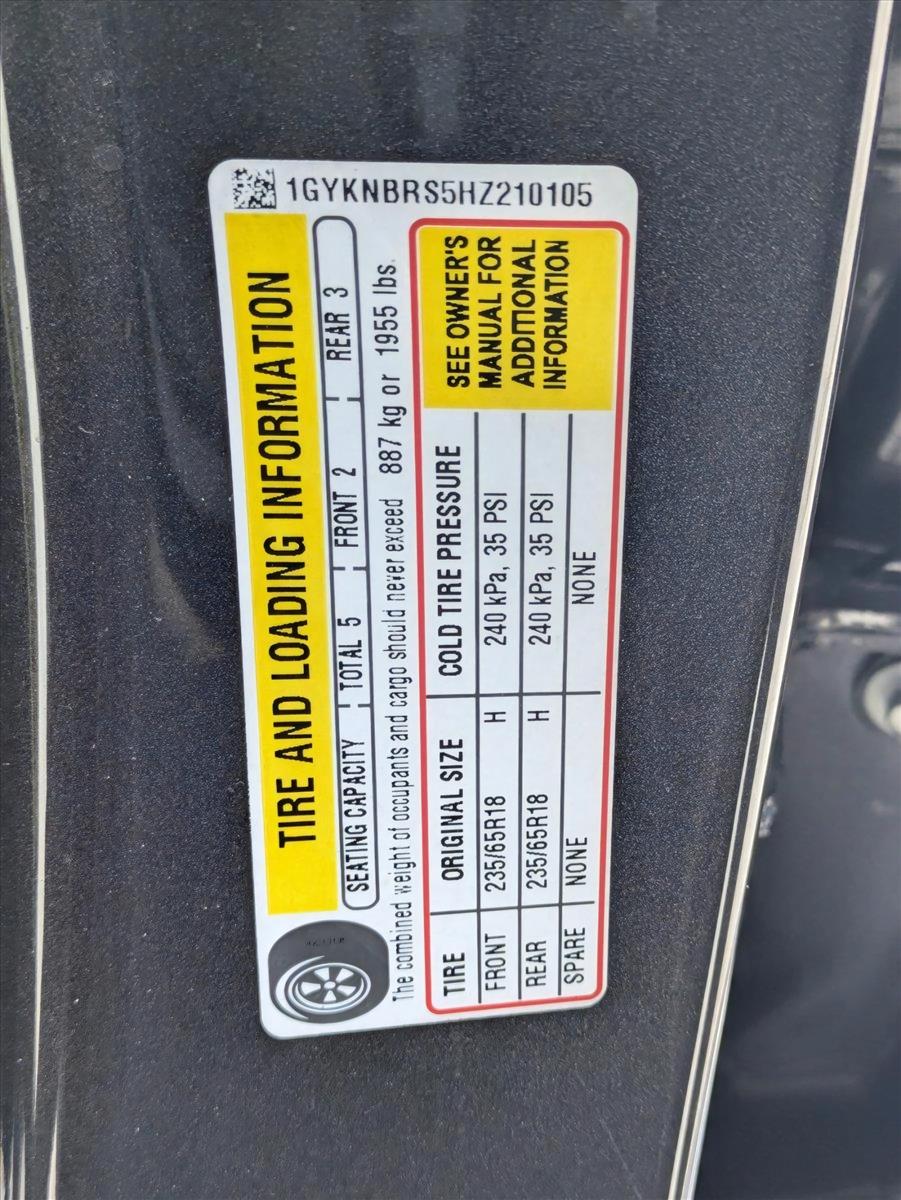 1GYKNBRS5HZ210105
TIRE AND LOADING INFORMATION
SEATING CAPACITY TOTAL 5 FRONT 2 REAR 3
The combined weight of occupants and cargo should never exceed 887 kg or 1955 lbs.
TIRE ORIGINAL SIZE COLD TIRE PRESSURE
FRONT 235/65R18 H 240 kPa, 35 PSI
REAR 235/65R18 H 240 kPa, 35 PSI
SPARE NONE NONE
SEE OWNER'S
MANUAL FOR
ADDITIONAL
INFORMATION